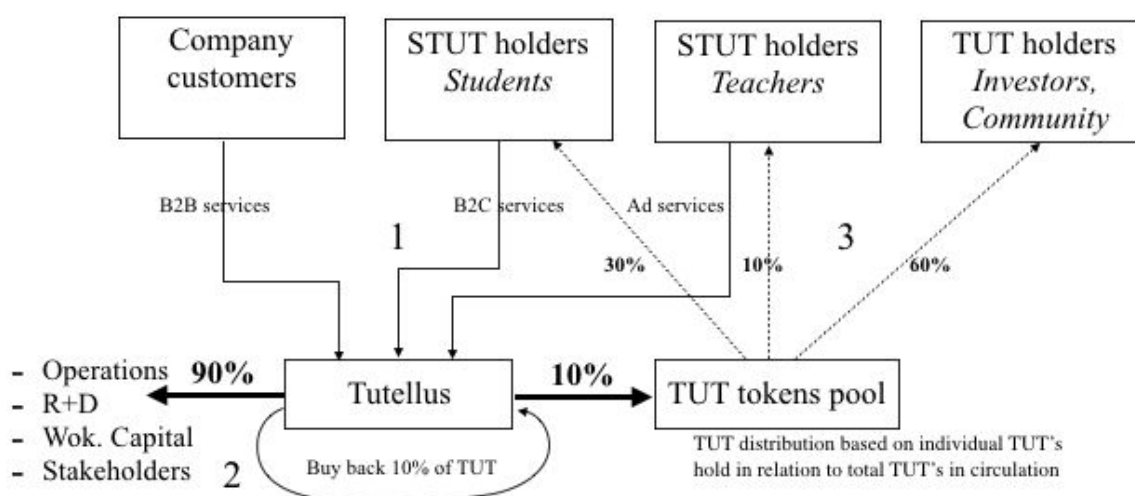 Company
customers
STUT holders
Students
STUT holders
Teachers
TUT holders
Investors,
Community
B2B services
B2C services
Ad services
1
3
30%
10%
60%
- Operations
- R+D
- Wok. Capital
- Stakeholders
90%
Tutellus
10%
TUT tokens pool
2
Buy back 10% of TUT
TUT distribution based on individual TUT's
hold in relation to total TUT's in circulation